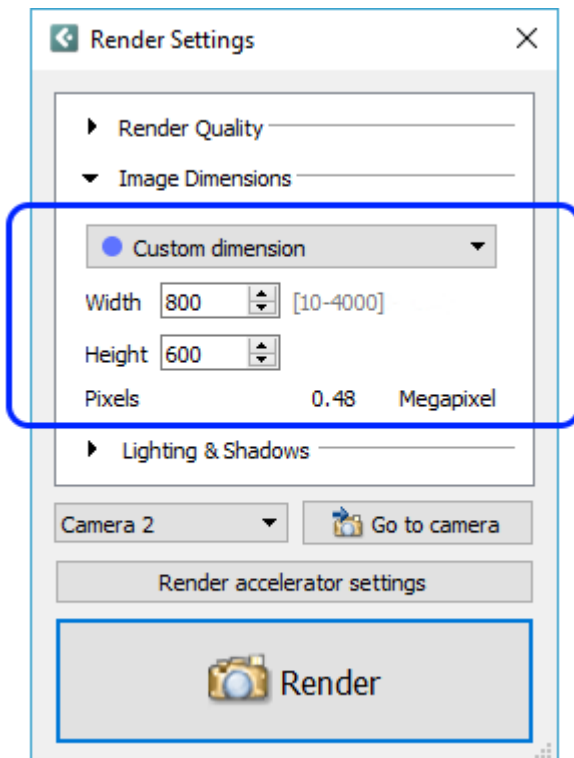 Render Settings
Render Quality
Image Dimensions
Custom dimension
Width 800 [10-4000]
Height 600
Pixels 0.48 Megapixel
Lighting & Shadows
Camera 2 Go to camera
Render accelerator settings
Render